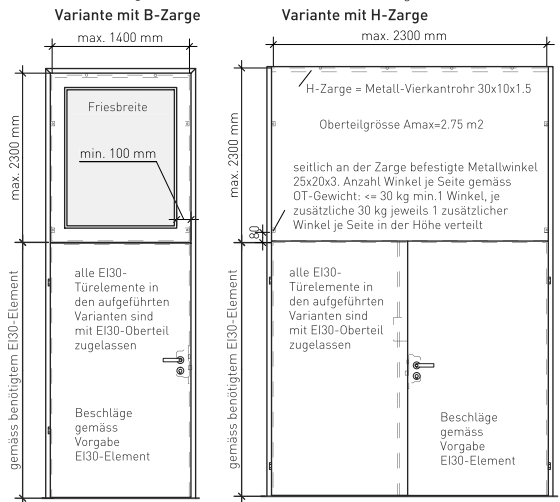 Variante mit B-Zarge
max. 1400 mm
max. 2300 mm
Friesbreite
min. 100 mm
gemäss benötigtem EI30-Element
alle EI30-
Türelemente in
den aufgeführten
Varianten sind
mit EI30-Oberteil
zugelassen
Beschläge
gemäss
Vorgabe
EI30-Element
Variante mit H-Zarge
max. 2300 mm
max. 2300 mm
H-Zarge = Metall-Vierkantrohr 30x10x1.5
Oberteilgrösse Amax=2.75 m2
seitlich an der Zarge befestigte Metallwinkel
25x20x3. Anzahl Winkel je Seite gemäss
OT-Gewicht: <= 30 kg min.1 Winkel, je
zusätzliche 30 kg jeweils 1 zusätzlicher
Winkel je Seite in der Höhe verteilt
80
gemäss benötigtem EI30-Element
alle EI30-
Türelemente in
den aufgeführten
Varianten sind
mit EI30-Oberteil
zugelassen
Beschläge
gemäss
Vorgabe
EI30-Element